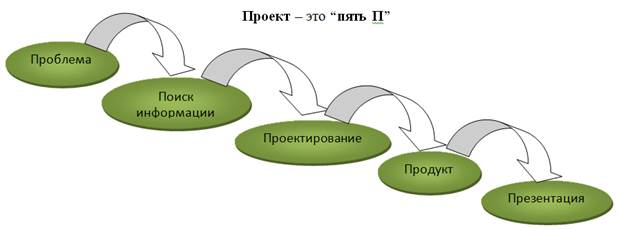 Проект – это “пять П”
Проблема
Поиск
информации
Проектирование
Продукт
Презентация